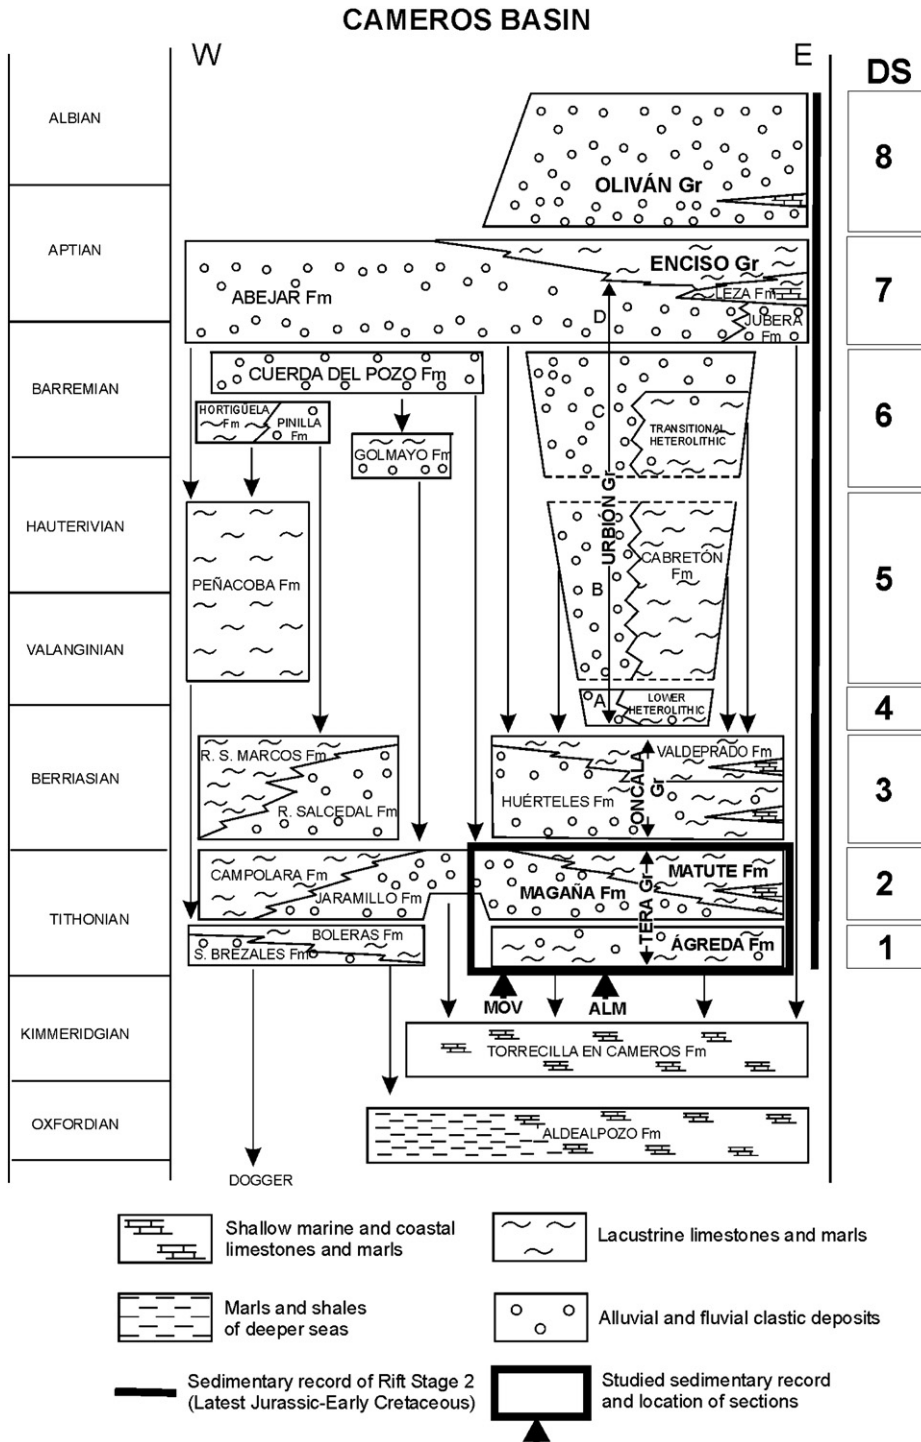 CAMEROS BASIN
W
E
DS
ALBIAN
OLIVÁN Gr
8
APTIAN
ENCISO Gr
ABEJAR Fm
LEZA Fm
JUBERA
Fm
D
7
BARREMIAN
CUERDA DEL POZO Fm
HORTIGÜELA
Fm
PINILLA
Fm
GOLMAYO Fm
C
TRANSITIONAL
HETEROLITHIC
6
HAUTERIVIAN
PEÑACOBA Fm
URBIÓN Gr
CABRETÓN
Fm
B
5
VALANGINIAN
A
LOWER
HETEROLITHIC
4
BERRIASIAN
R. S. MARCOS Fm
R. SALCEDAL Fm
VALDEPRADO Fm
HUÉRTELES Fm
ONCALA
Gr
3
TITHONIAN
CAMPOLARA Fm
JARAMILLO Fm
MAGAÑA Fm
MATUTE Fm
TERA Gr
2
BOLERAS Fm
S. BREZALES Fm
ÁGREDA Fm
1
MOV
ALM
KIMMERIDGIAN
TORRECILLA EN CAMEROS Fm
OXFORDIAN
ALDEALPOZO Fm
DOGGER
Shallow marine and coastal
limestones and marls
Lacustrine limestones and marls
Marls and shales
of deeper seas
Alluvial and fluvial clastic deposits
Sedimentary record of Rift Stage 2
(Latest Jurassic-Early Cretaceous)
Studied sedimentary record
and location of sections